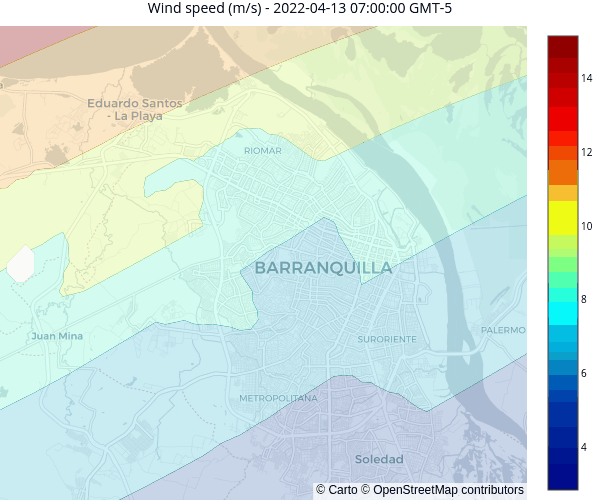 Wind speed (m/s) - 2022-04-13 07:00:00 GMT-5
Eduardo Santos
- La Playa
RIOMAR
BARRANQUILLA
Juan Mina
SURORIENTE
PALERMO
METROPOLITANA
Soledad
© Carto © OpenStreetMap contributors
14
12
10
8
6
4